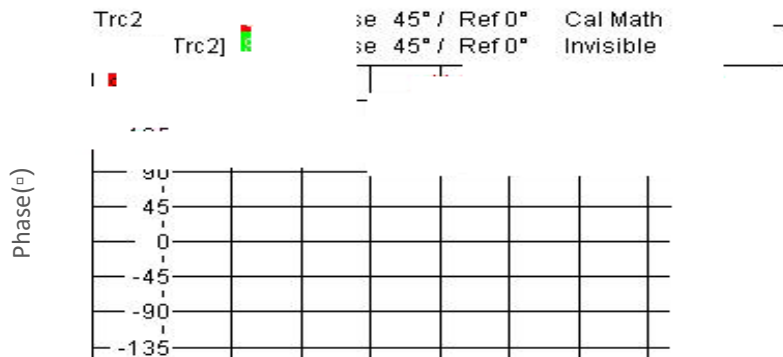 Trc2 se 45°/ Ref 0° Cal Math
Trc2] se 45°/ Ref 0° Invisible
90
45
0
-45
-90
-135
Phase(▫)